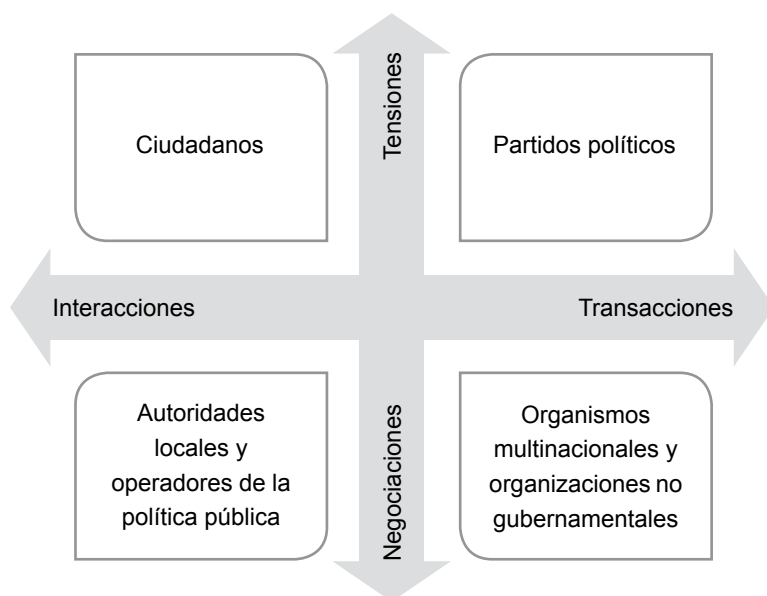 Tensiones
Ciudadanos
Partidos políticos
Interacciones
Transacciones
Autoridades
locales y
operadores de la
política pública
Negociaciones
Organismos
multinacionales y
organizaciones no
gubernamentales